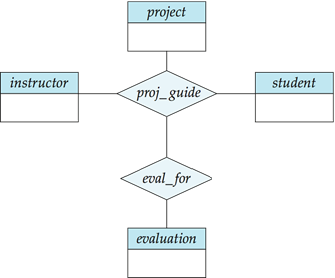 project
instructor
proj_guide
student
eval_for
evaluation